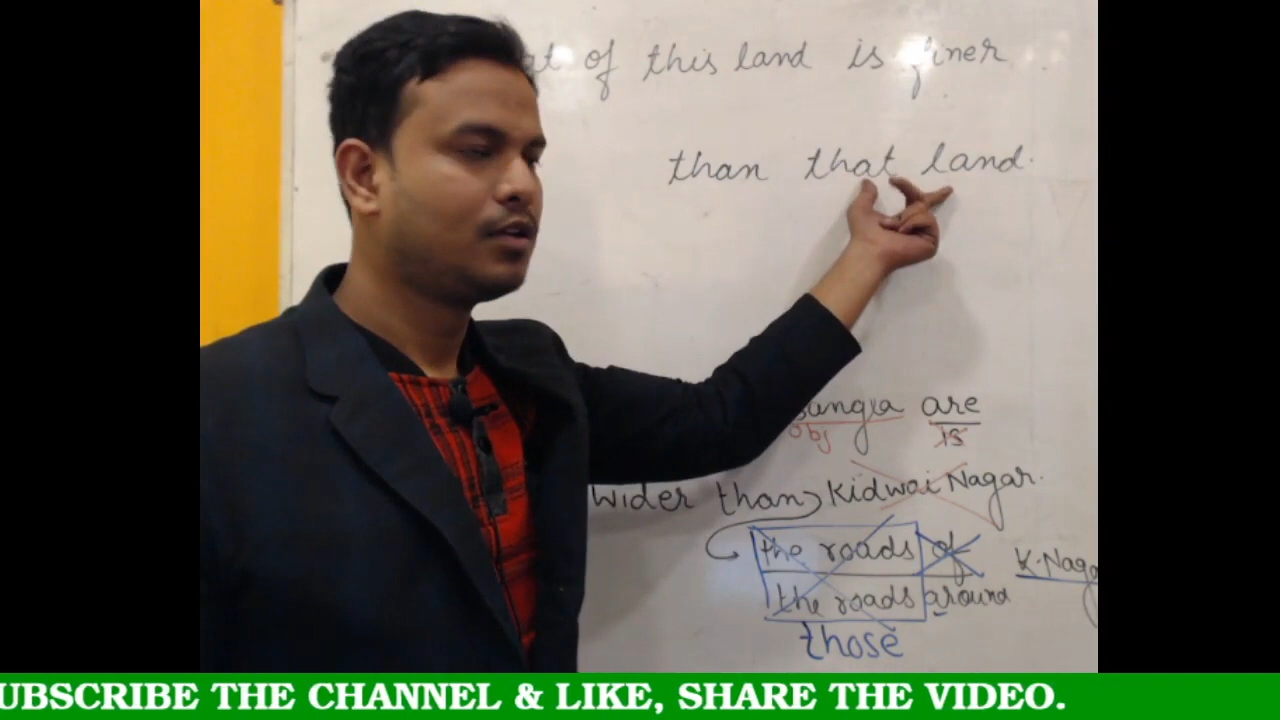 of this land is finer
than that land.
are
obj is
wider than Kidwai Nagar.
the roads of
K.Naga
the roads around
those
UBSCRIBE THE CHANNEL & LIKE, SHARE THE VIDEO.